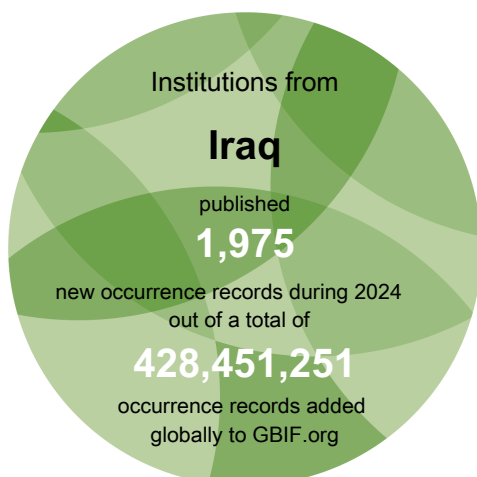 Institutions from
Iraq
published
1,975
new occurrence records during 2024
out of a total of
428,451,251
occurrence records added
globally to GBIF.org